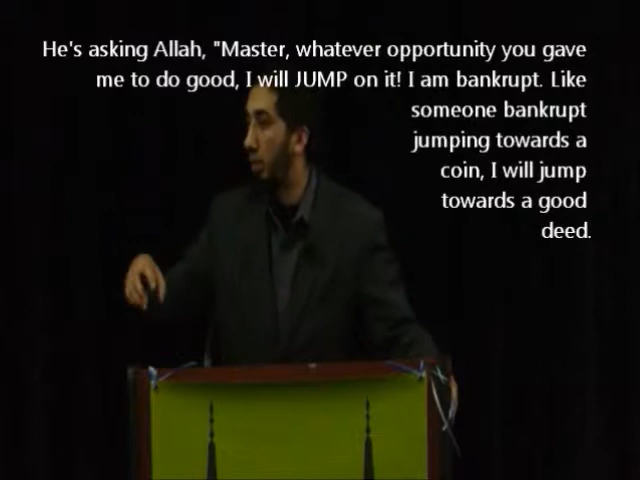 He's asking Allah, "Master, whatever opportunity you gave
me to do good, I will JUMP on it! I am bankrupt. Like
someone bankrupt
jumping towards a
coin, I will jump
towards a good
deed.